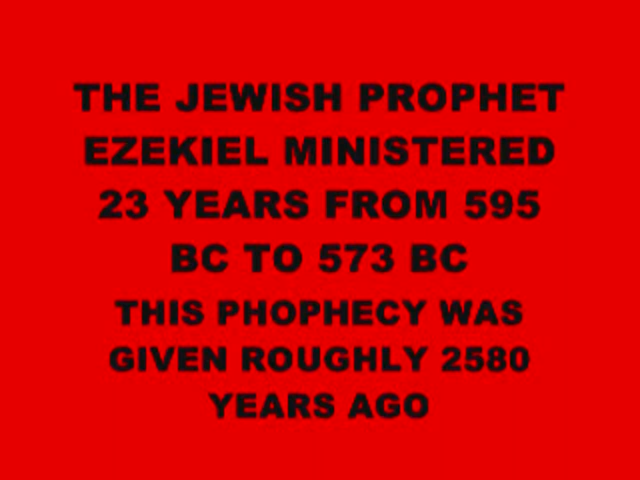 THE JEWISH PROPHET
EZEKIEL MINISTERED
23 YEARS FROM 595
BC TO 573 BC
THIS PHOPHECY WAS
GIVEN ROUGHLY 2580
YEARS AGO